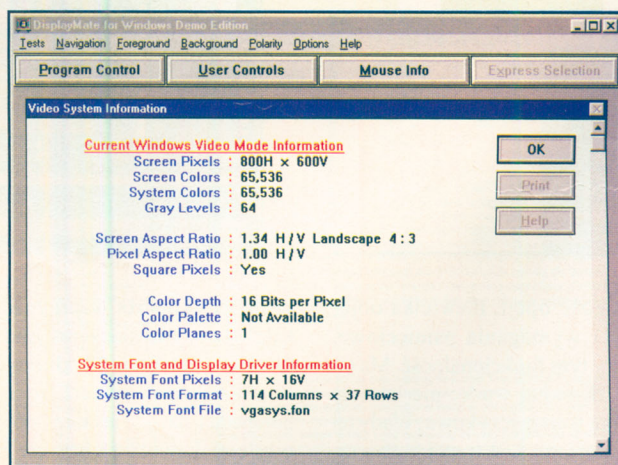 DisplayMate for Windows Demo Edition
Tests Navigation Foreground Background Polarity Options Help
Program Control User Controls Mouse Info Express Selection
Video System Information
Current Windows Video Mode Information
Screen Pixels : 800H × 600V
Screen Colors : 65,536
System Colors : 65,536
Gray Levels : 64
Screen Aspect Ratio : 1.34 H/V Landscape 4:3
Pixel Aspect Ratio : 1.00 H/V
Square Pixels : Yes
Color Depth : 16 Bits per Pixel
Color Palette : Not Available
Color Planes : 1
System Font and Display Driver Information
System Font Pixels : 7H × 16V
System Font Format : 114 Columns × 37 Rows
System Font File : vgasys.fon
OK
Print
Help